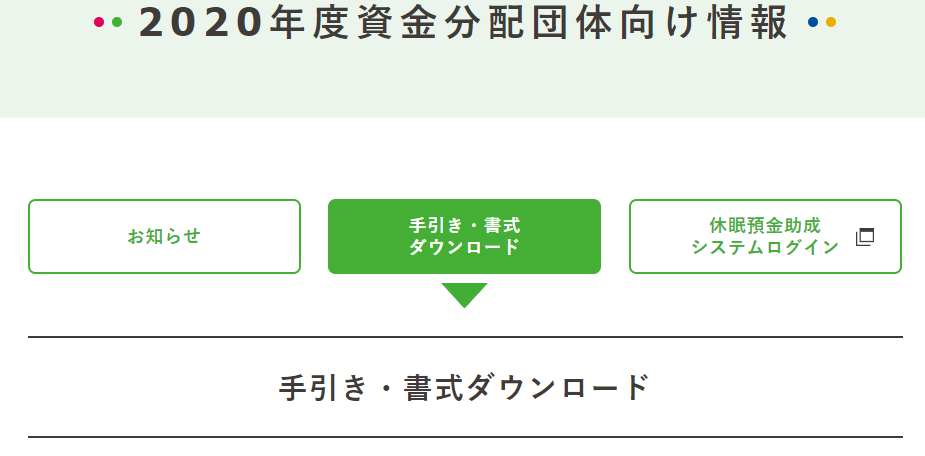 2020年度資金分配団体向け情報
お知らせ
手引き・書式
ダウンロード
休眠預金助成
システムログイン
手引き・書式ダウンロード